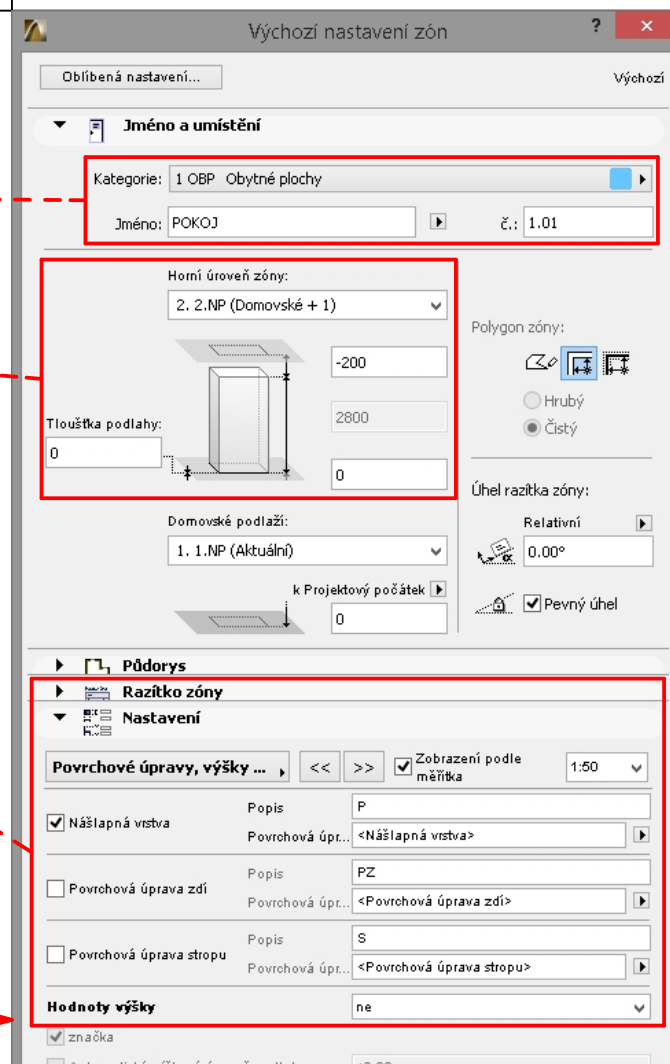 Výchozí nastavení zón ? ×
Oblíbená nastavení... Výchozí
Jméno a umístění
Kategorie: 1 OBP Obytné plochy
Jméno: POKOJ č.: 1.01
Horní úroveň zóny:
2. 2.NP (Domovské + 1)
Polygon zóny:
-200
Hrubý
2800
Tloušťka podlahy:
Čistý
0
0
Úhel razítka zóny:
Domovské podlaží:
Relativní
1. 1.NP (Aktuální)
α 0.00°
k Projektový počátek
Pevný úhel
0
Půdorys
Razítko zóny
Nastavení
Povrchové úpravy, výšky ... << >> Zobrazení podle měřítka 1:50
Popis P
Nášlapná vrstva
Povrchová úpr... <Nášlapná vrstva>
Popis PZ
Povrchová úprava zdí
Povrchová úpr... <Povrchová úprava zdí>
Popis S
Povrchová úprava stropu
Povrchová úpr... <Povrchová úprava stropu>
Hodnoty výšky ne
značka